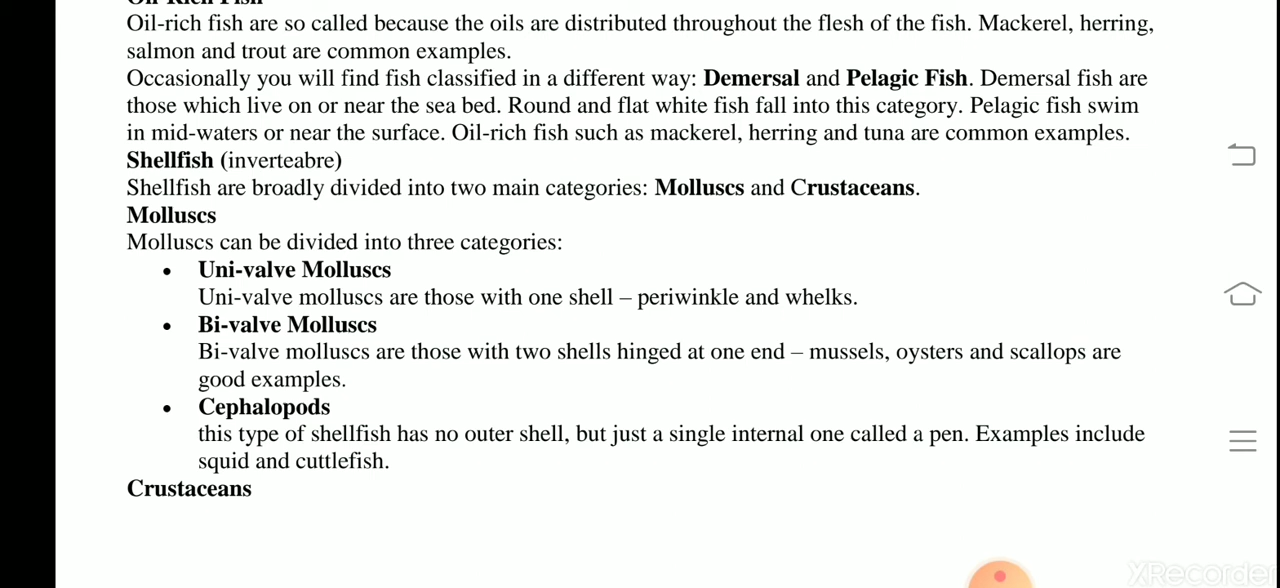 Oil-Rich Fish
Oil-rich fish are so called because the oils are distributed throughout the flesh of the fish. Mackerel, herring,
salmon and trout are common examples.
Occasionally you will find fish classified in a different way: Demersal and Pelagic Fish. Demersal fish are
those which live on or near the sea bed. Round and flat white fish fall into this category. Pelagic fish swim
in mid-waters or near the surface. Oil-rich fish such as mackerel, herring and tuna are common examples.
Shellfish (inverteabre)
Shellfish are broadly divided into two main categories: Molluscs and Crustaceans.
Molluscs
Molluscs can be divided into three categories:
• Uni-valve Molluscs
Uni-valve molluscs are those with one shell – periwinkle and whelks.
• Bi-valve Molluscs
Bi-valve molluscs are those with two shells hinged at one end – mussels, oysters and scallops are
good examples.
• Cephalopods
this type of shellfish has no outer shell, but just a single internal one called a pen. Examples include
squid and cuttlefish.
Crustaceans
XRecorder